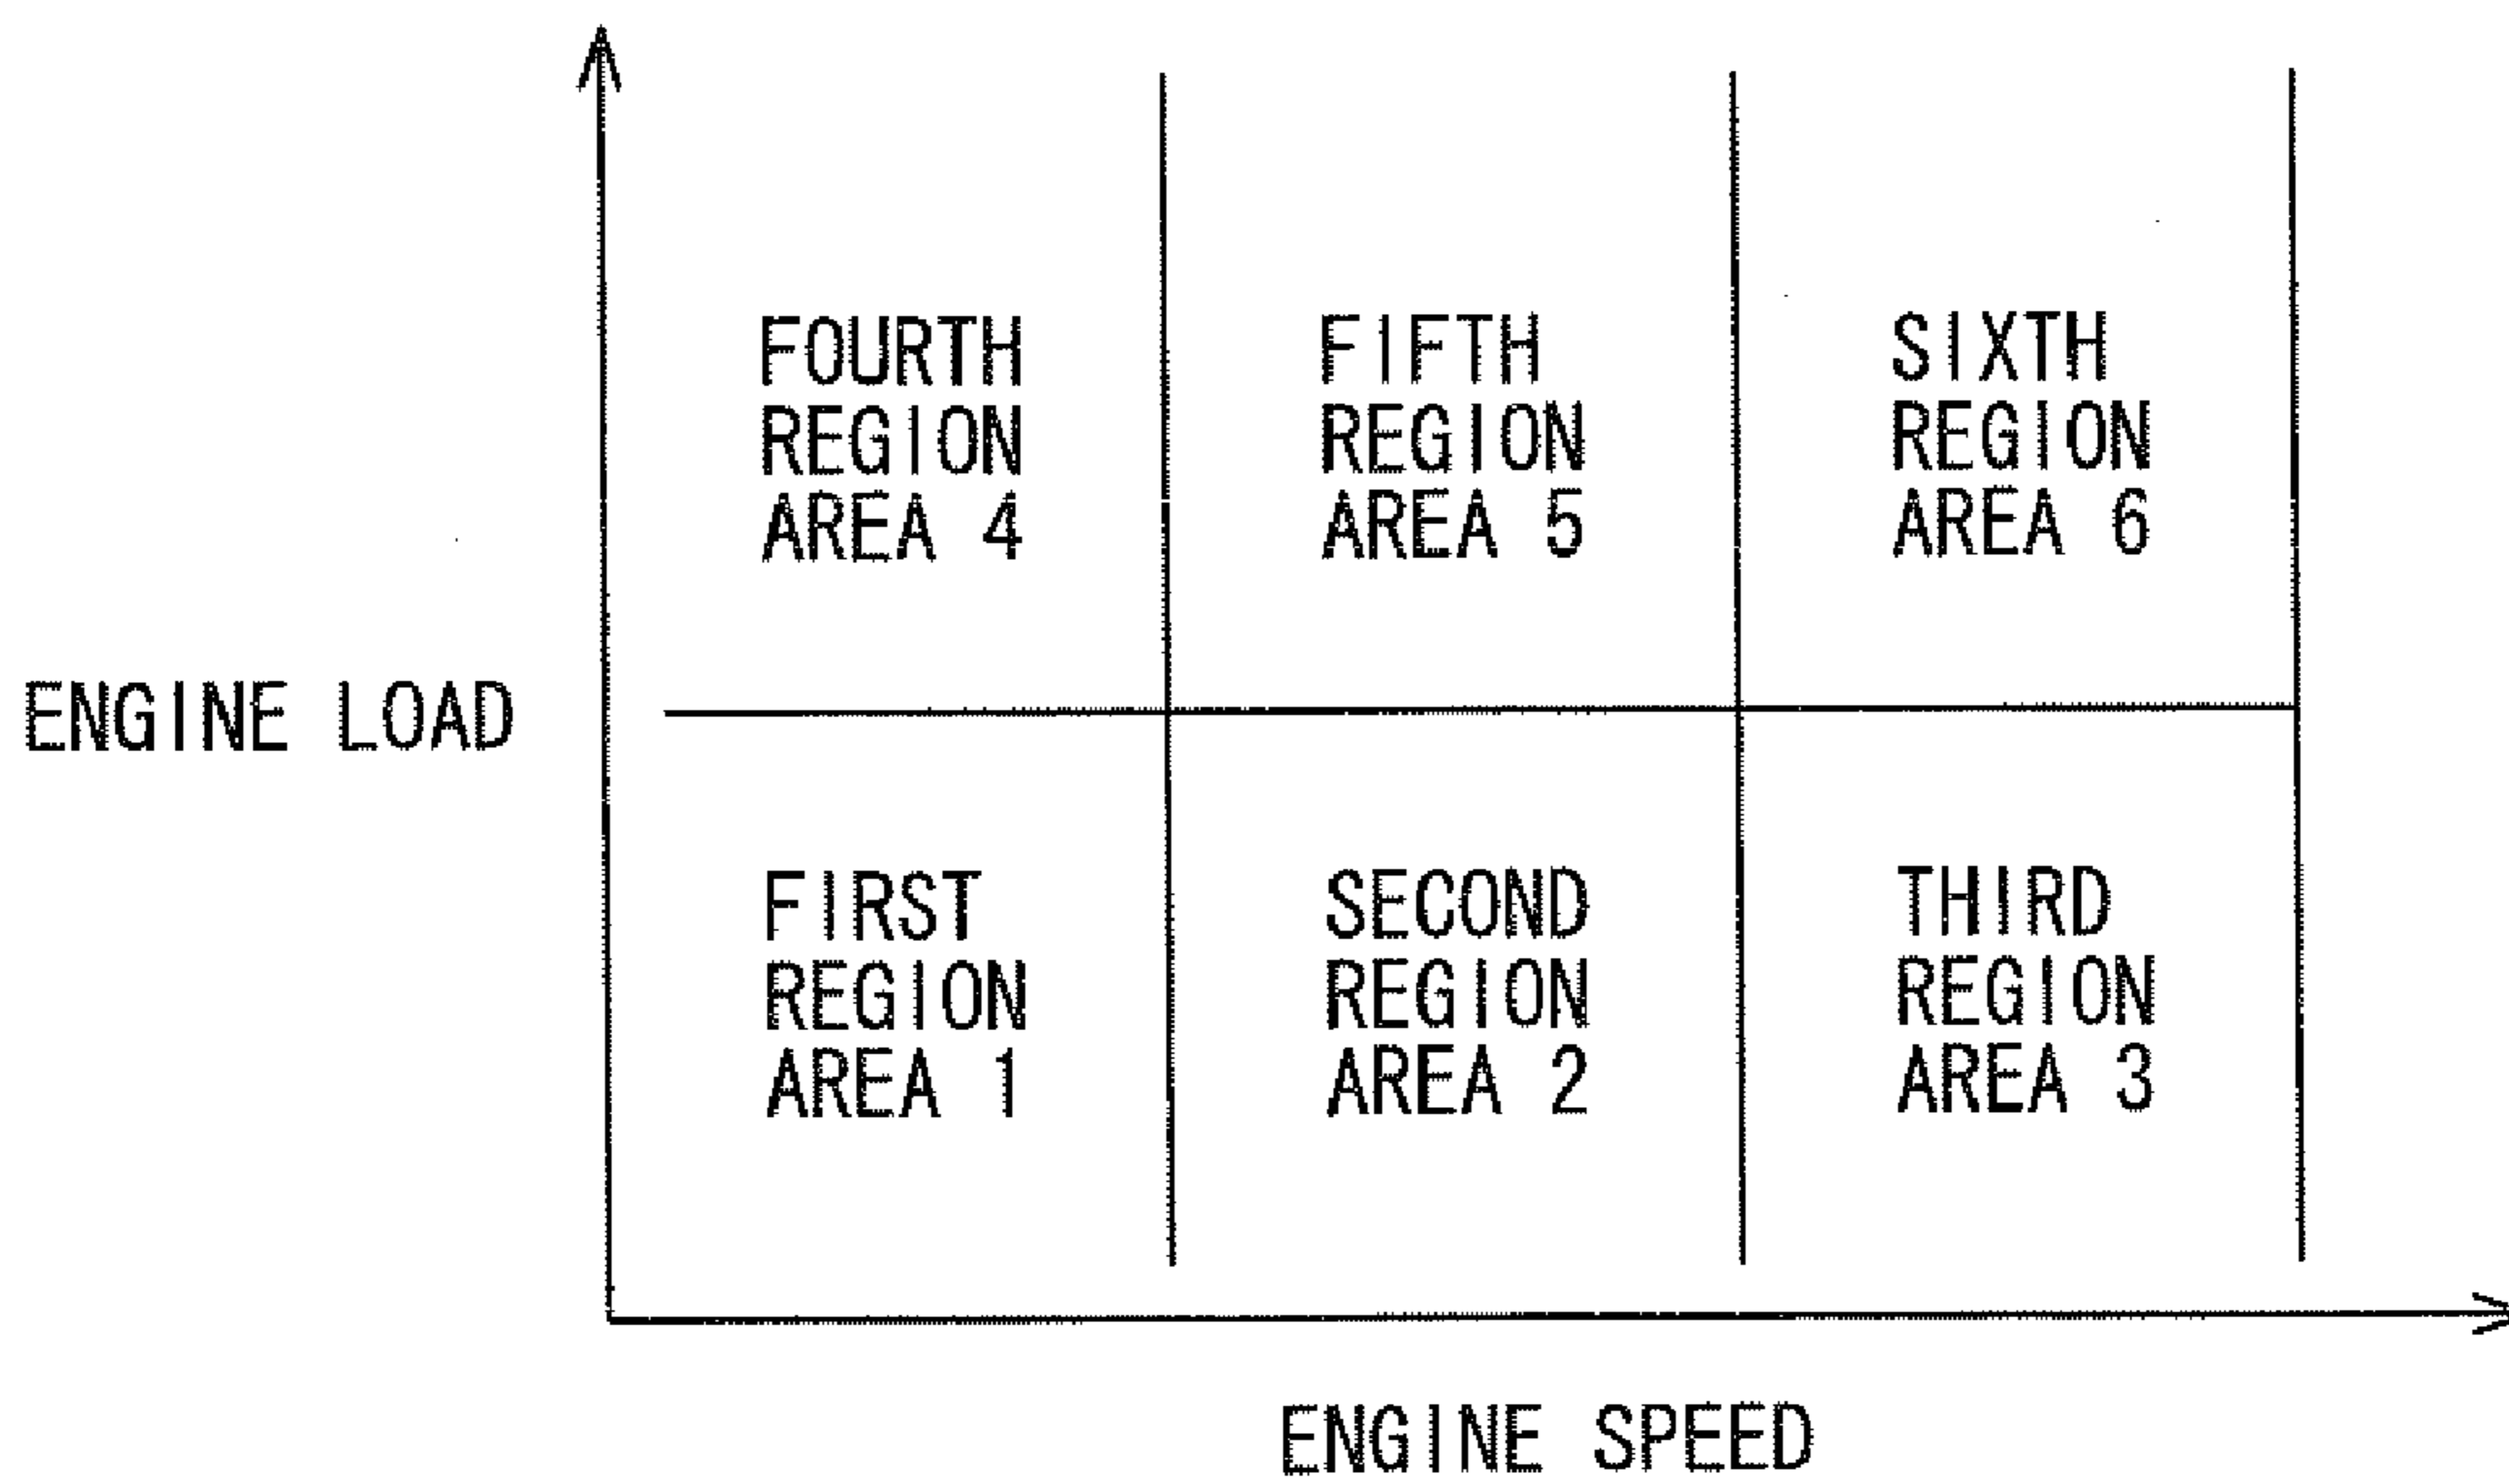 FOURTH
REGION
AREA 4
FIFTH
REGION
AREA 5
SIXTH
REGION
AREA 6
ENGINE LOAD
FIRST
REGION
AREA 1
SECOND
REGION
AREA 2
THIRD
REGION
AREA 3
ENGINE SPEED